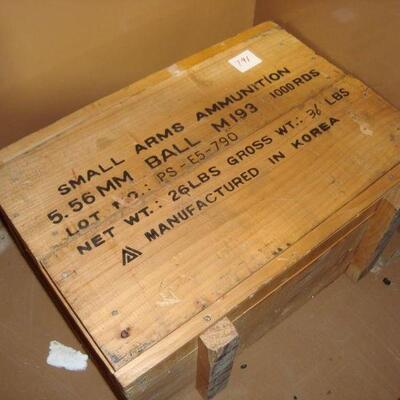 141
SMALL ARMS AMMUNITION
5.56MM BALL M193 1000RDS
LOT NO.: PS-E5-790
NET WT.: 26LBS GROSS WT.: 36 LBS
MANUFACTURED IN KOREA